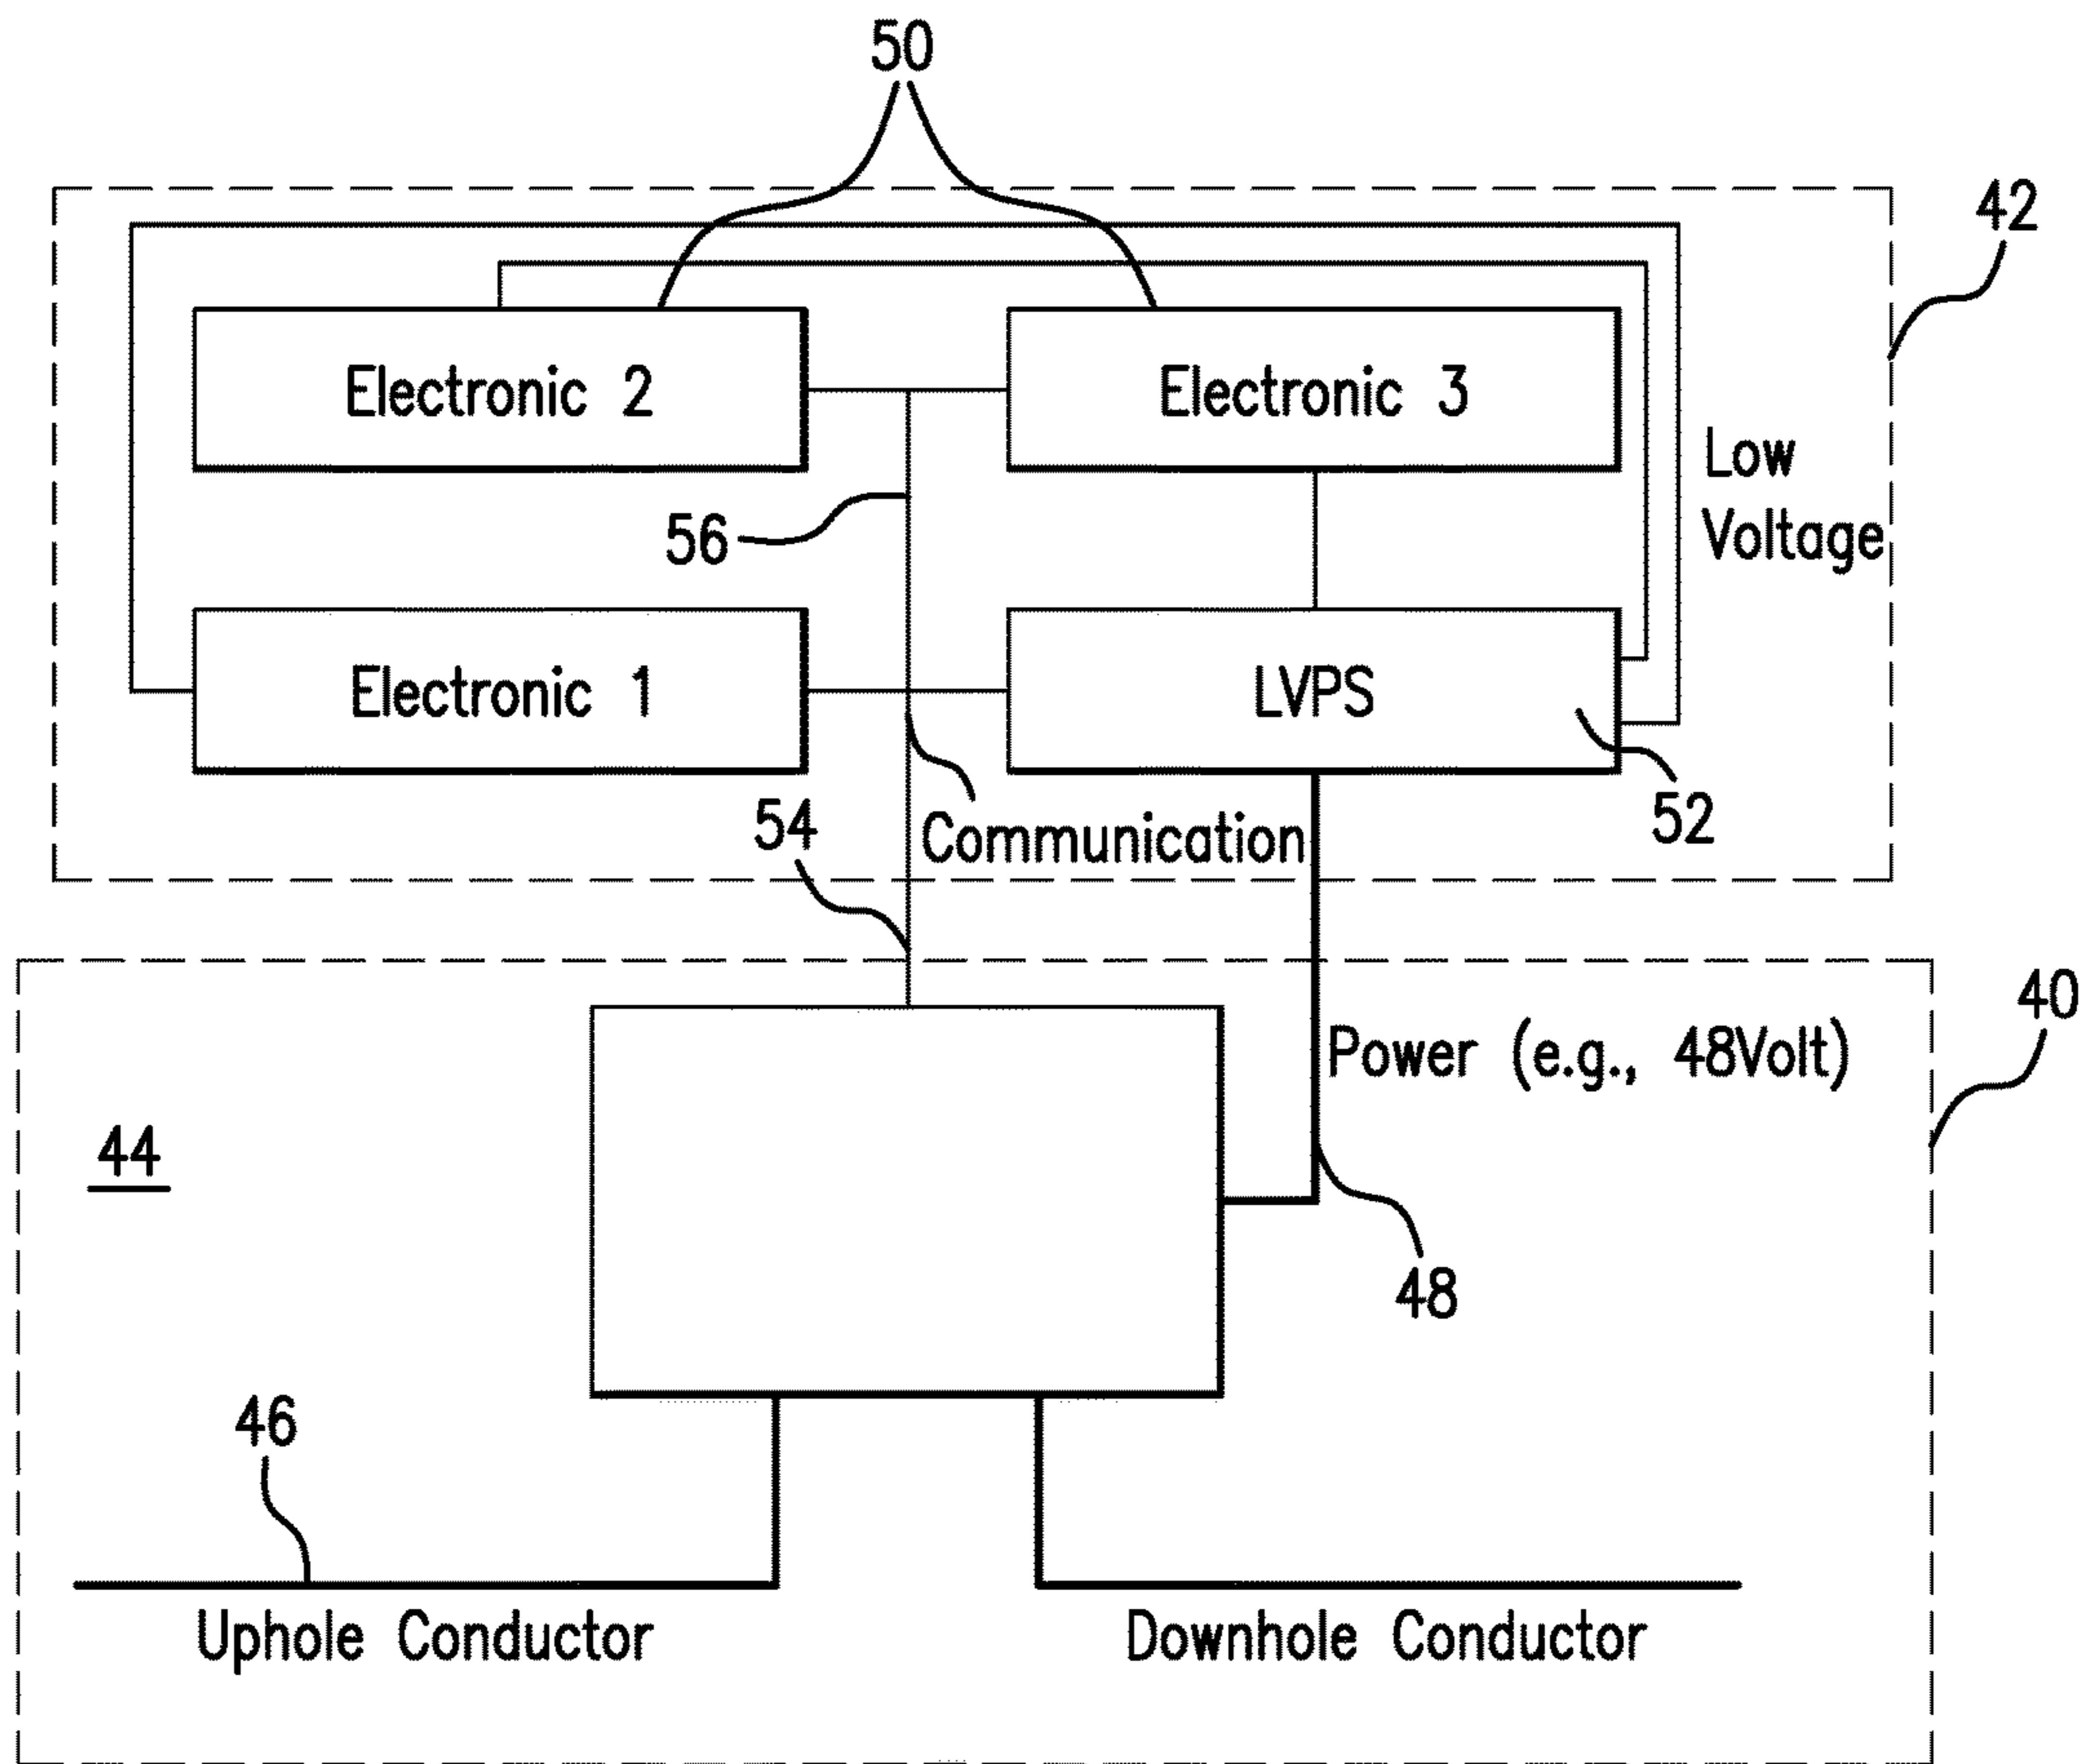 50
42
Electronic 2
Electronic 3
Low
Voltage
56
Electronic 1
LVPS
52
54
Communication
40
Power (e.g., 48Volt)
44
48
46
Uphole Conductor
Downhole Conductor